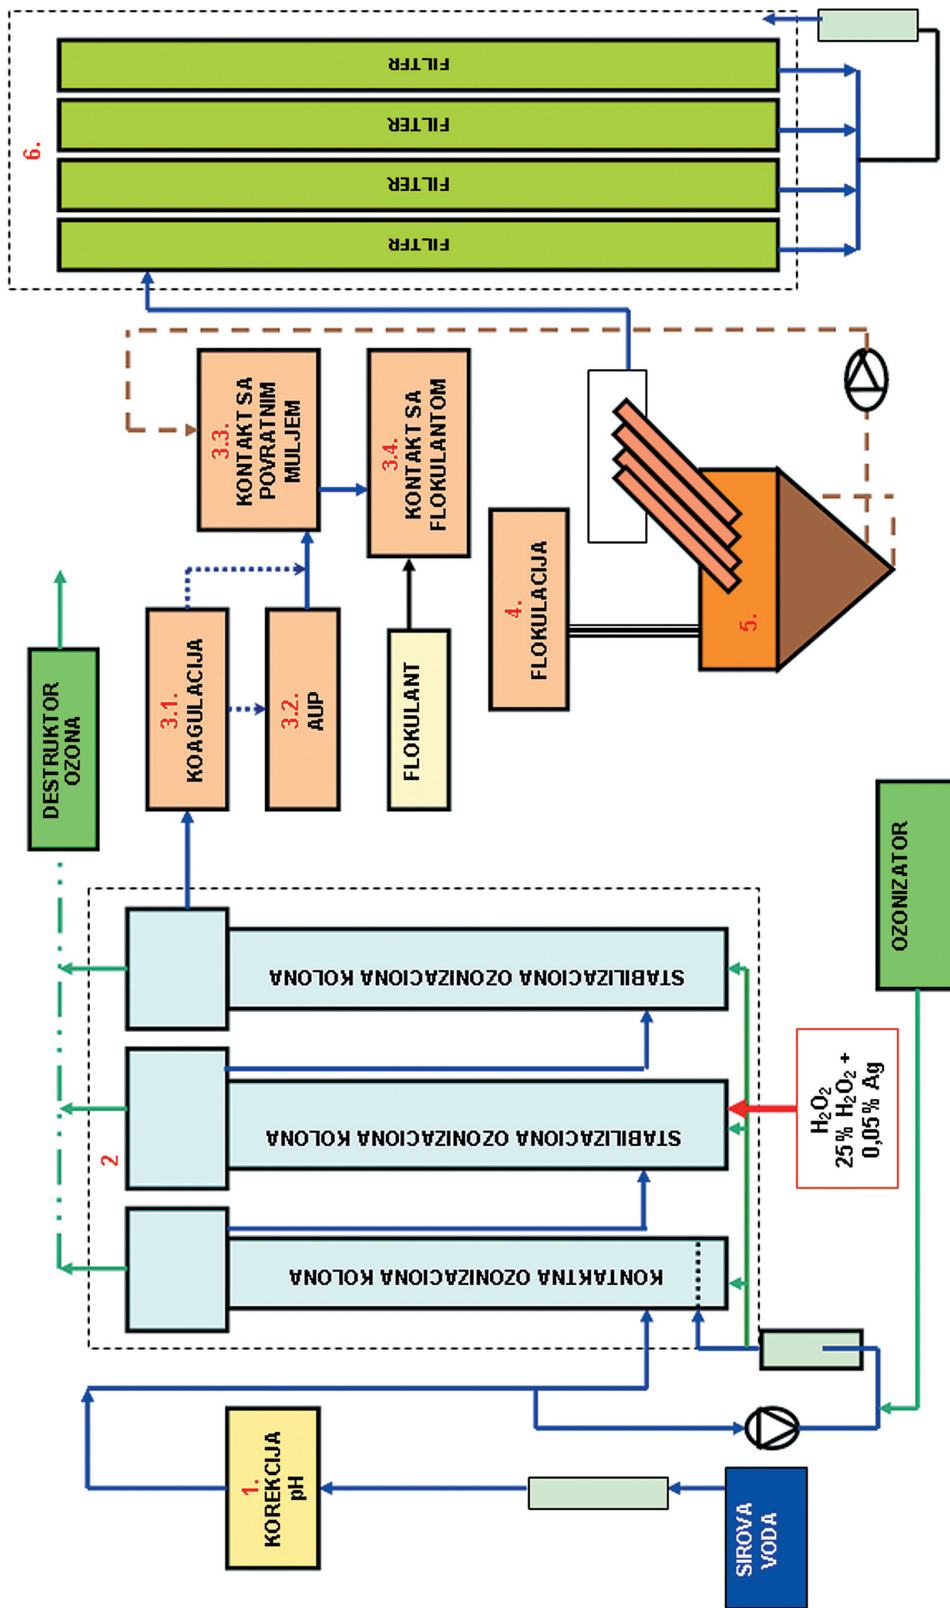 SIROVA
VODA
1.
KOREKCIJA
pH
2
KONTAKTNA OZONIZACIONA KOLONA
STABILIZACIONA OZONIZACIONA KOLONA
STABILIZACIONA OZONIZACIONA KOLONA
H₂O₂
25% H₂O₂ +
0,05% Ag
OZONIZATOR
DESTRUKTOR
OZONA
3.1.
KOAGULACIJA
3.2.
AUP
3.3.
KONTAKT SA
POVRATNIM
MULJEM
3.4.
KONTAKT SA
FLOKULANTOM
FLOKULANT
4.
FLOKULACIJA
5.
6.
FILTER
FILTER
FILTER
FILTER